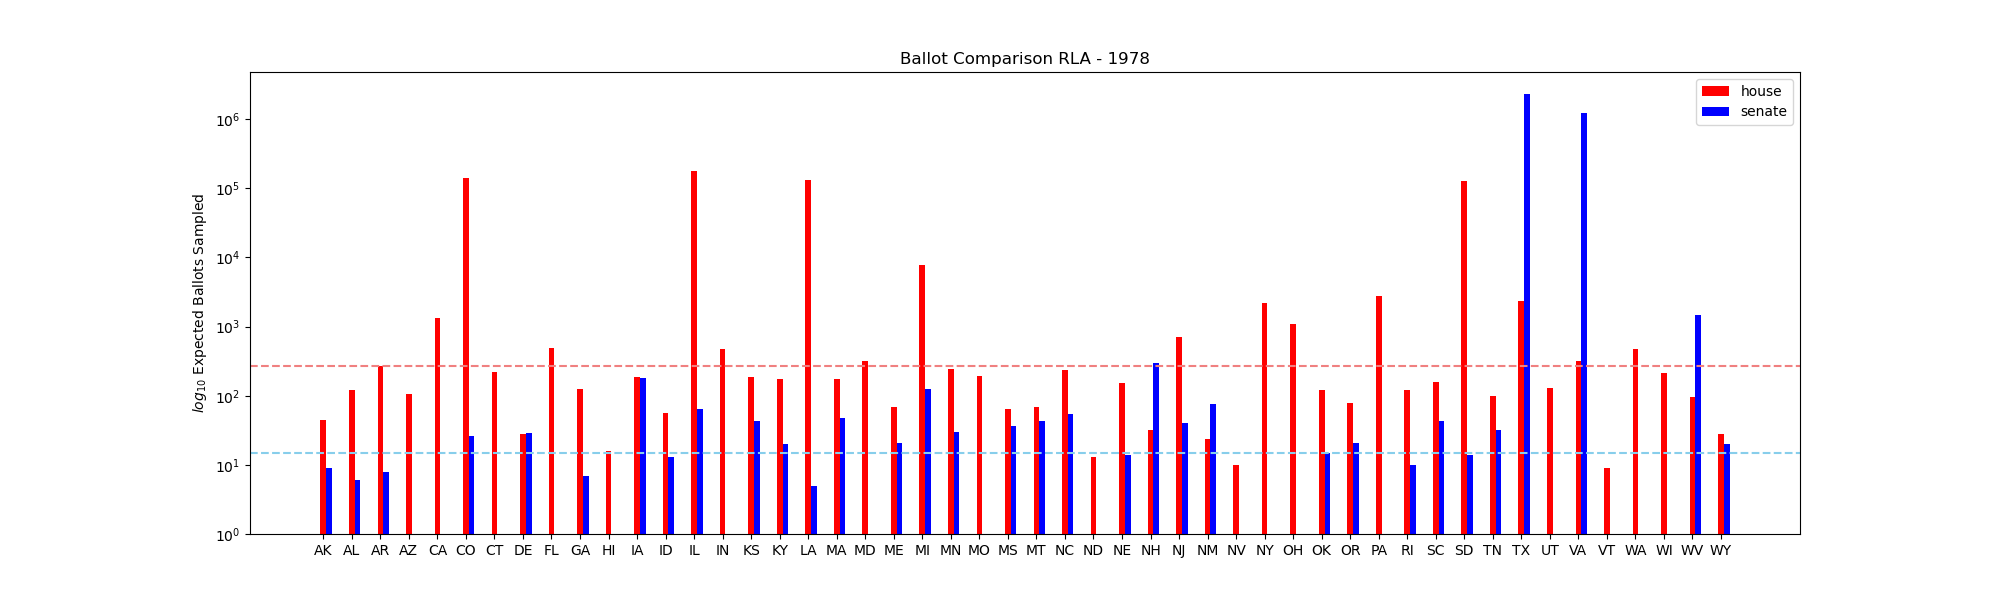 Ballot Comparison RLA - 1978
house
senate
log10 Expected Ballots Sampled
10^6
10^5
10^4
10^3
10^2
10^1
10^0
AK AL AR AZ CA CO CT DE FL GA HI IA ID IL IN KS KY LA MA MD ME MI MN MO MS MT NC ND NE NH NJ NM NV NY OH OK OR PA RI SC SD TN TX UT VA VT WA WI WV WY